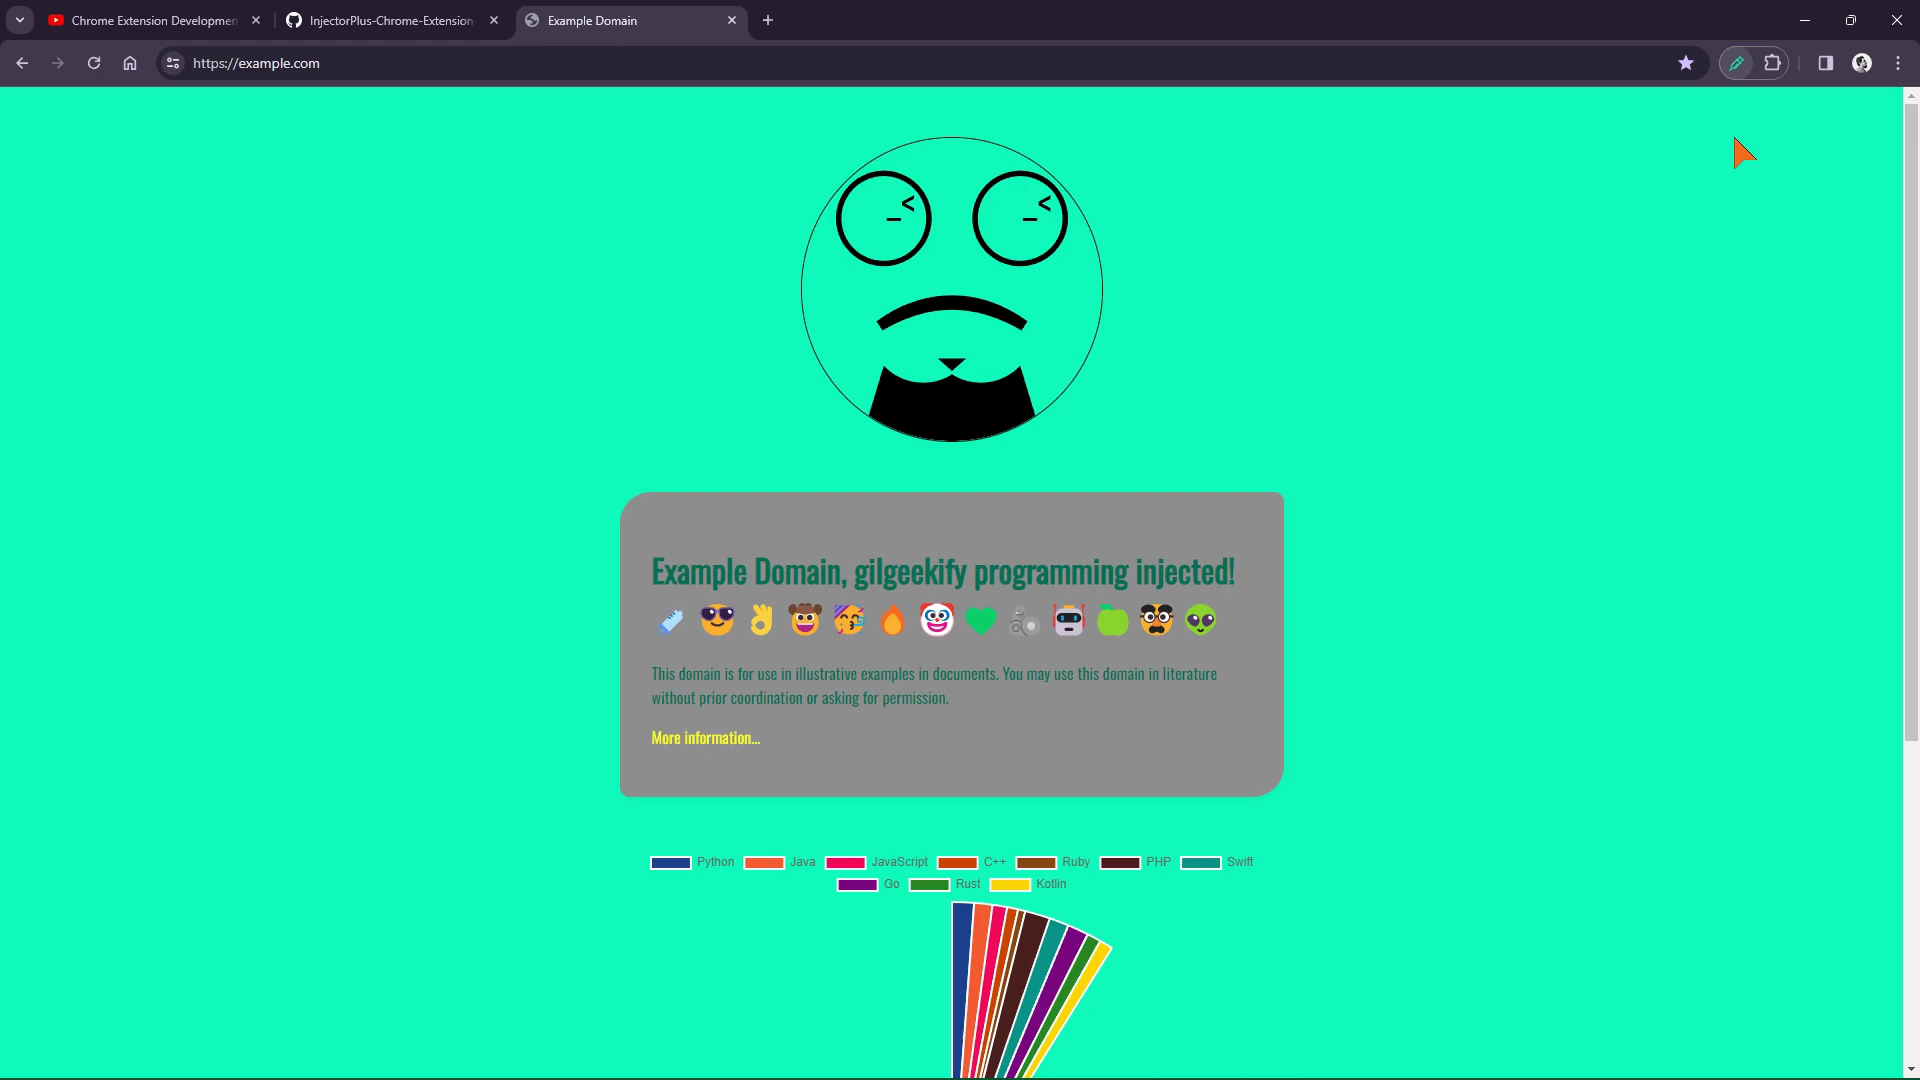 Chrome Extension Developmen
InjectorPlus-Chrome-Extension
Example Domain
https://example.com
Example Domain, gilgeekify programming injected!
This domain is for use in illustrative examples in documents. You may use this domain in literature
without prior coordination or asking for permission.
More information...
Python Java JavaScript C++ Ruby PHP Swift
Go Rust Kotlin